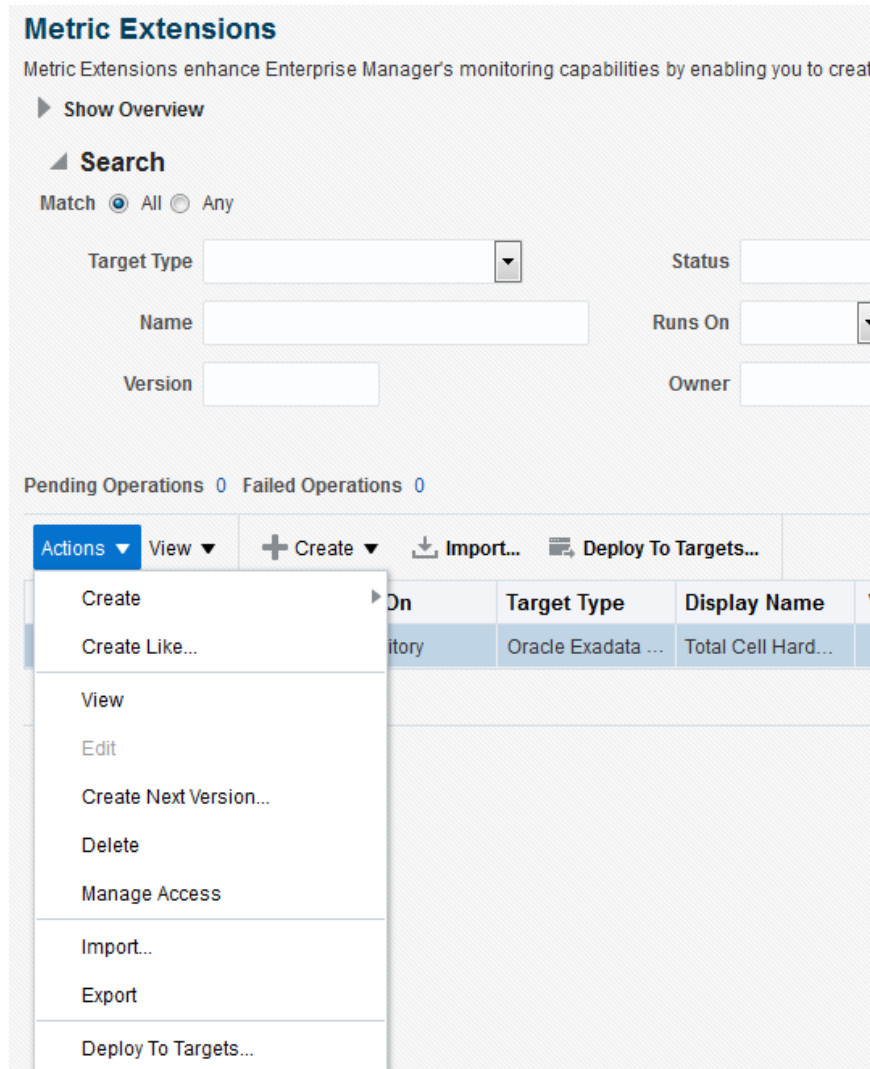 Metric Extensions
Metric Extensions enhance Enterprise Manager's monitoring capabilities by enabling you to
Show Overview
Search
Match All Any
Target Type Status
Name Runs On
Version Owner
Pending Operations 0 Failed Operations 0
Actions View Create Import... Deploy To Targets...
Create On Target Type Display Name
Create Like... itory Oracle Exadata ... Total Cell Hard...
View
Edit
Create Next Version...
Delete
Manage Access
Import...
Export
Deploy To Targets...